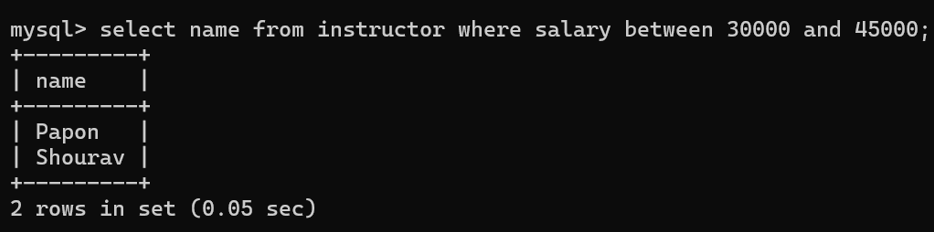 mysql> select name from instructor where salary between 30000 and 45000;
+---------+
| name    |
+---------+
| Papon   |
| Shourav |
+---------+
2 rows in set (0.05 sec)